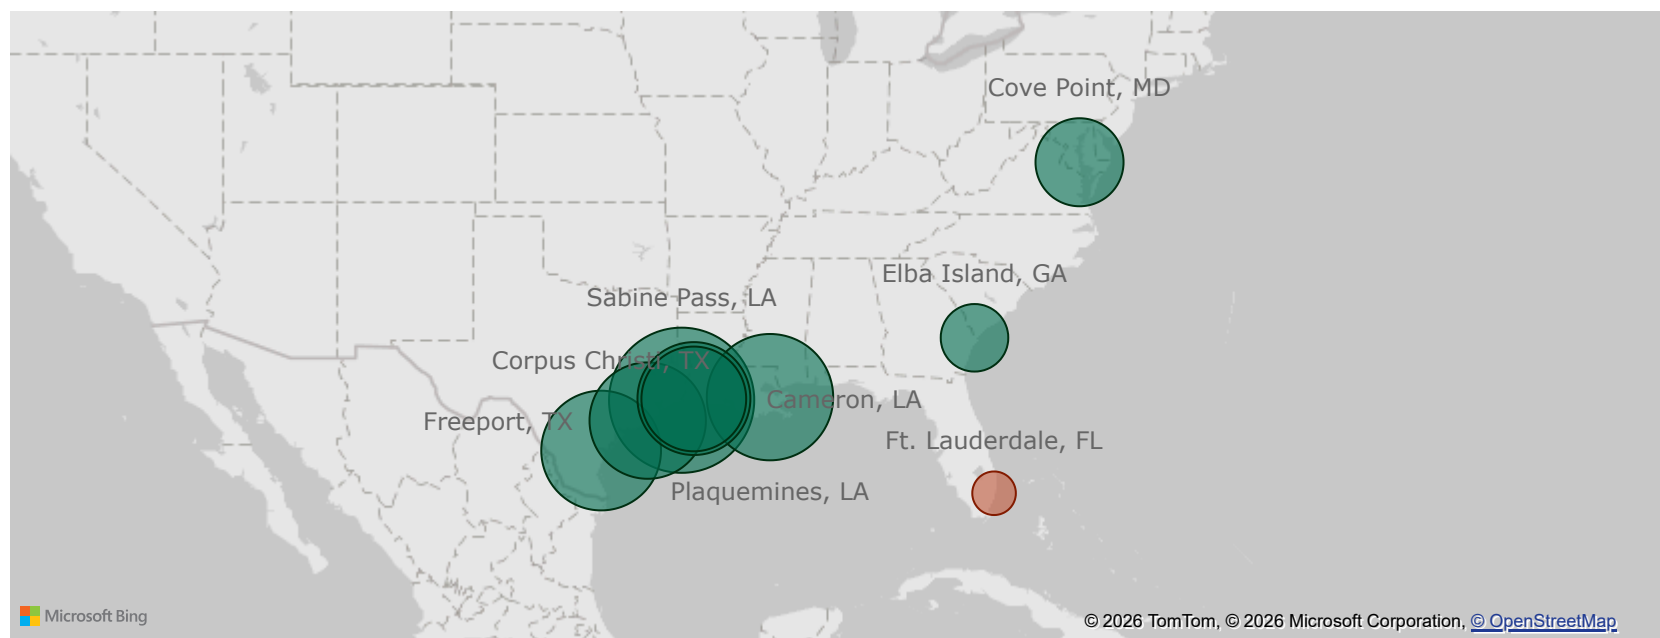 Cove Point, MD
Elba Island, GA
Sabine Pass, LA
Corpus Christi, TX
Cameron, LA
Freeport, TX
Ft. Lauderdale, FL
Plaquemines, LA
Microsoft Bing
© 2026 TomTom, © 2026 Microsoft Corporation, © OpenStreetMap